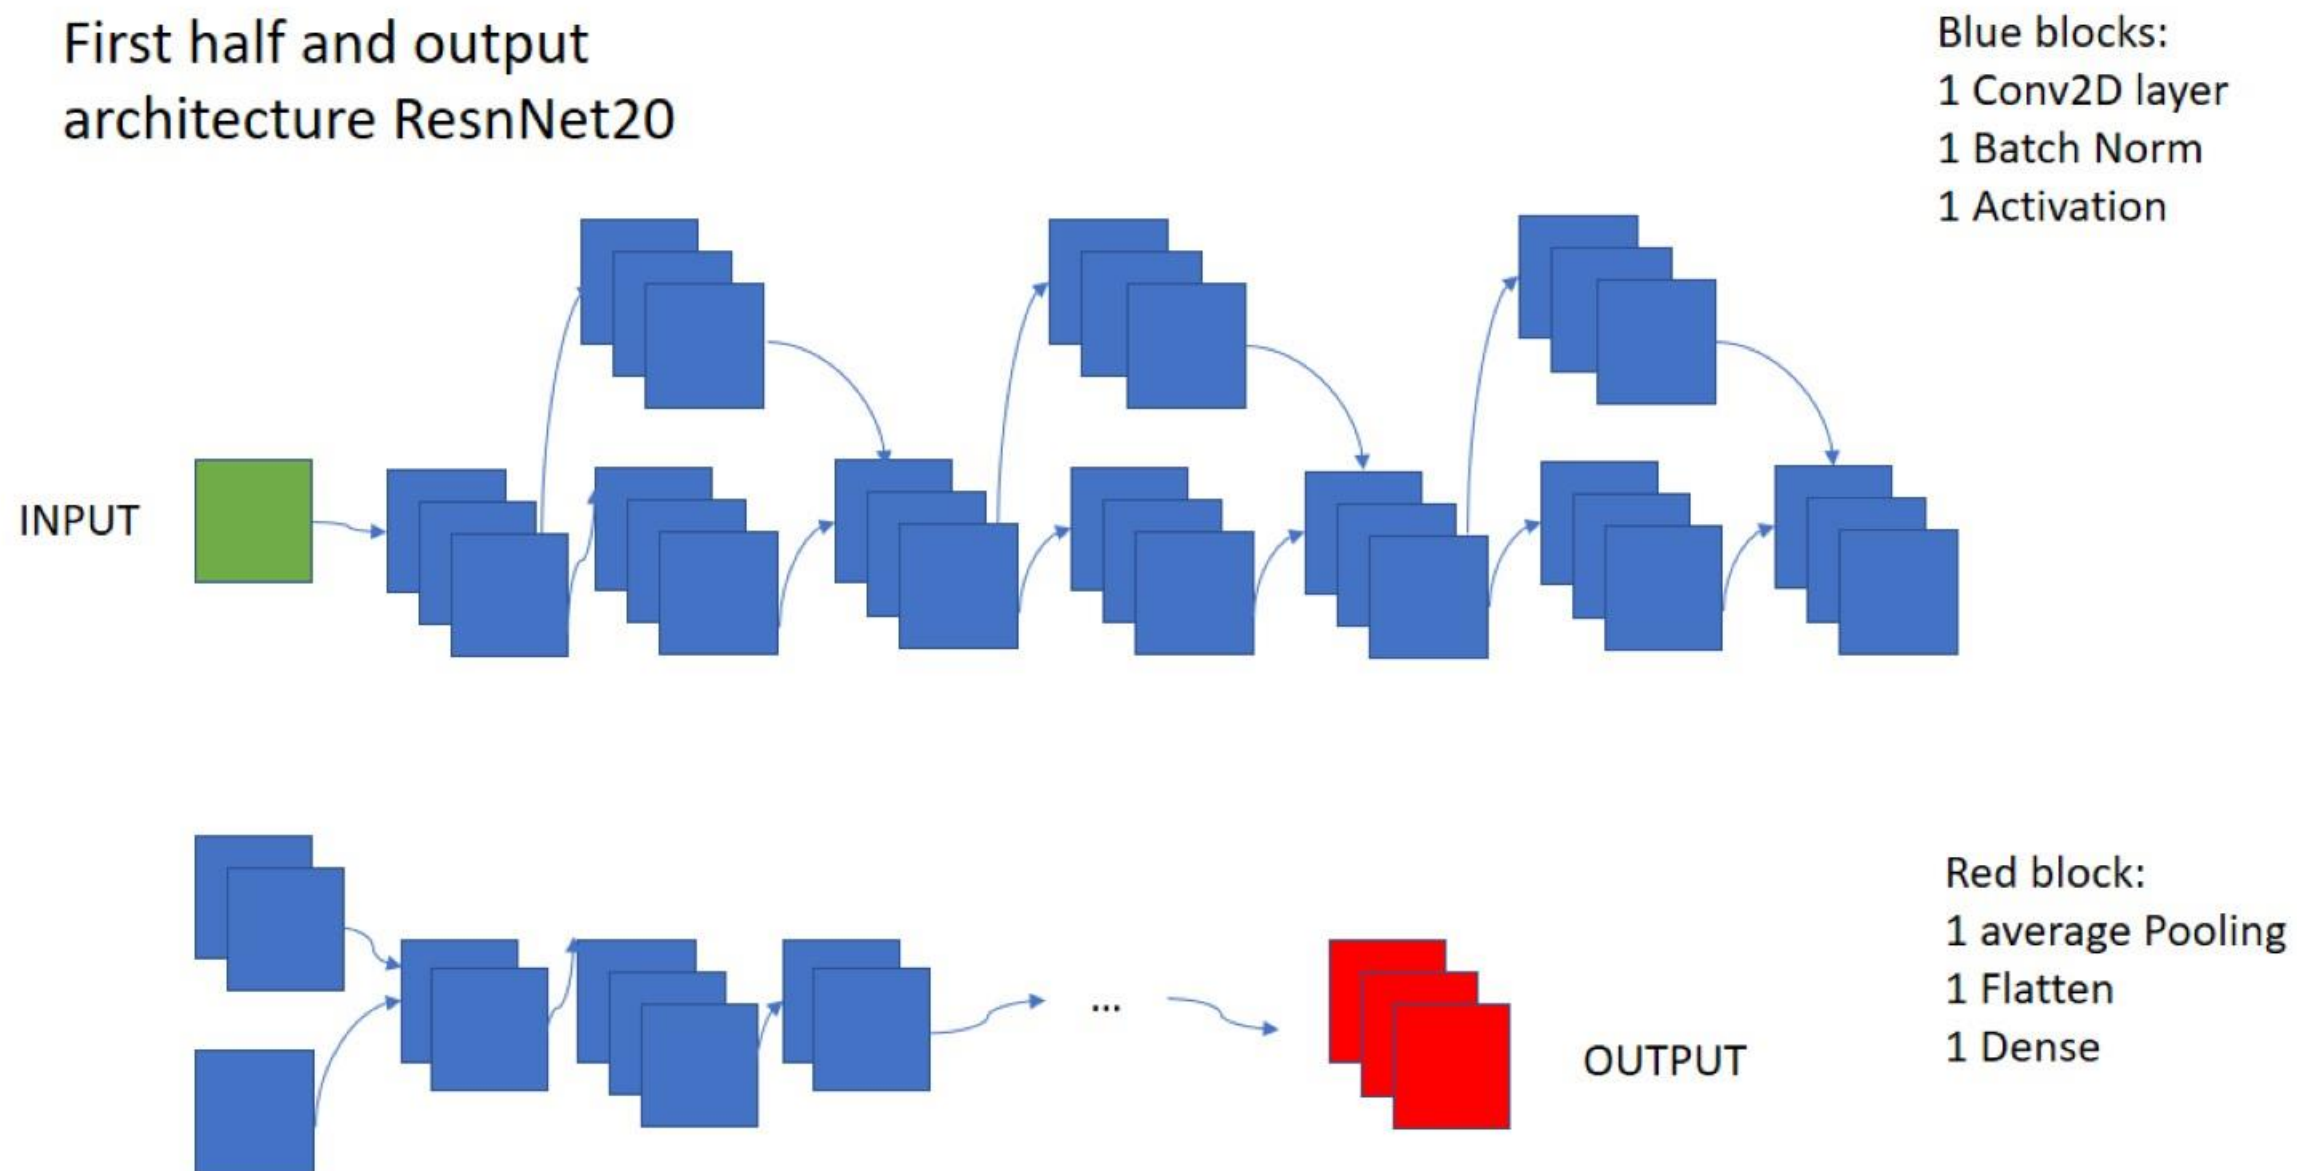 First half and output
architecture ResnNet20
Blue blocks:
1 Conv2D layer
1 Batch Norm
1 Activation
INPUT
...
OUTPUT
Red block:
1 average Pooling
1 Flatten
1 Dense